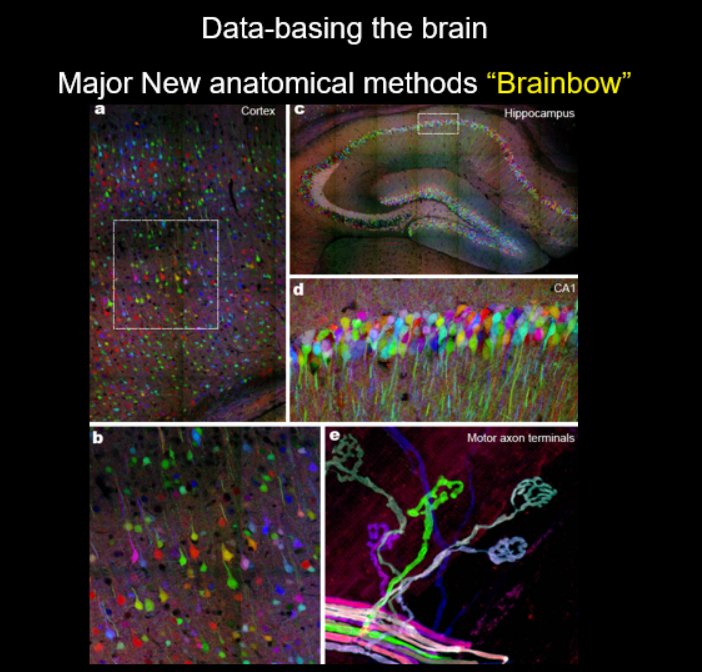 Data-basing the brain
Major New anatomical methods “Brainbow”
a
Cortex
c
Hippocampus
d
CA1
b
e
Motor axon terminals